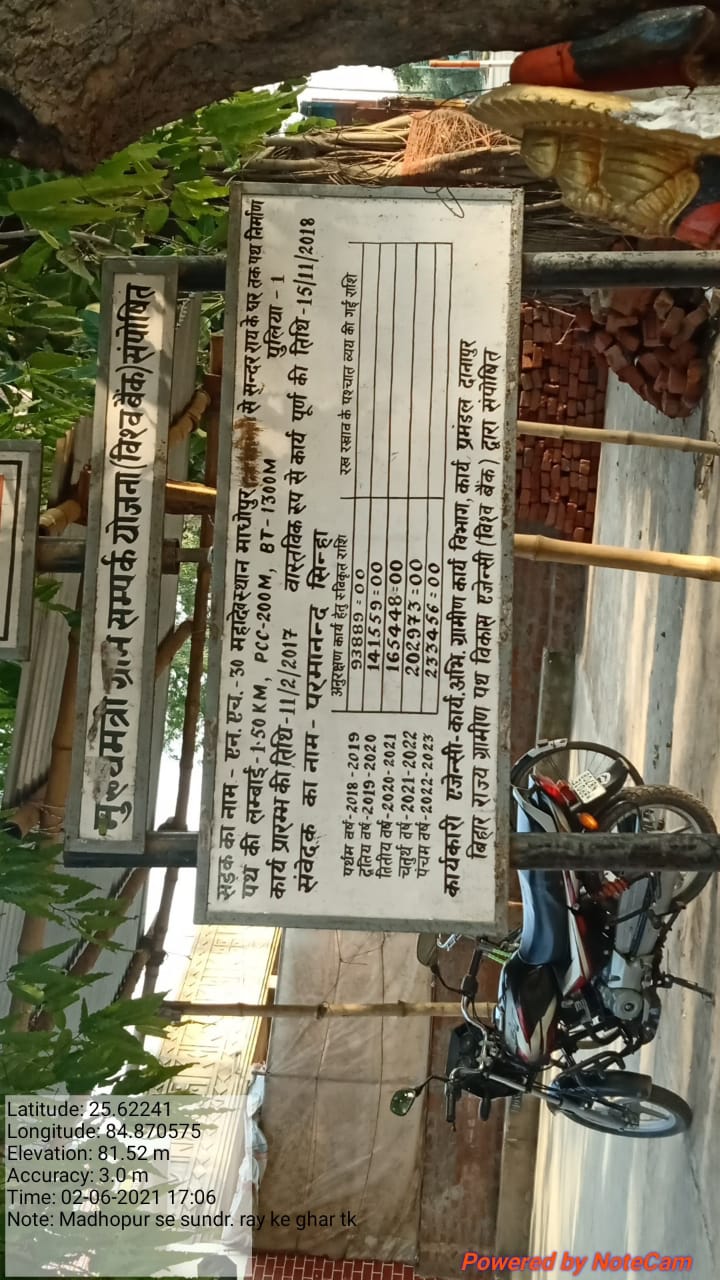 मुख्यमंत्री ग्राम सम्पर्क योजना (विश्व बैंक) संपोषित
सड़क का नाम - एन. एच.-30 महादेवस्थान माधोपुर से सुन्दर राय के घर तक पथ निर्माण
पथ की लम्बाई - 1.50 KM, PCC-200M, BT-1300M पुलिया - 1
कार्य प्रारम्भ की तिथि-11/2/2017 वास्तविक रूप से कार्य पूर्ण की तिथि-15/11/2018
संवेदक का नाम - परमानन्द सिन्हा
अनुरक्षण कार्य हेतु स्वीकृत राशि रख रखाव के पश्चात व्यय की गई राशि
पर्थम वर्ष-2018-2019 93889=00
द्वतिय वर्ष-2019-2020 141559=00
त्रितिय वर्ष-2020-2021 165448=00
चतुर्थ वर्ष-2021-2022 202973=00
पंचम वर्ष-2022-2023 233456=00
कार्यकारी एजेन्सी-कार्य.अभि. ग्रामीण कार्य विभाग, कार्य प्रमंडल दानापुर
बिहार राज्य ग्रामीण पथ विकास एजेन्सी (विश्व बैंक) द्वारा संपोषित
Latitude: 25.62241
Longitude: 84.870575
Elevation: 81.52 m
Accuracy: 3.0 m
Time: 02-06-2021 17:06
Note: Madhopur se sundr. ray ke ghar tk
Powered by NoteCam